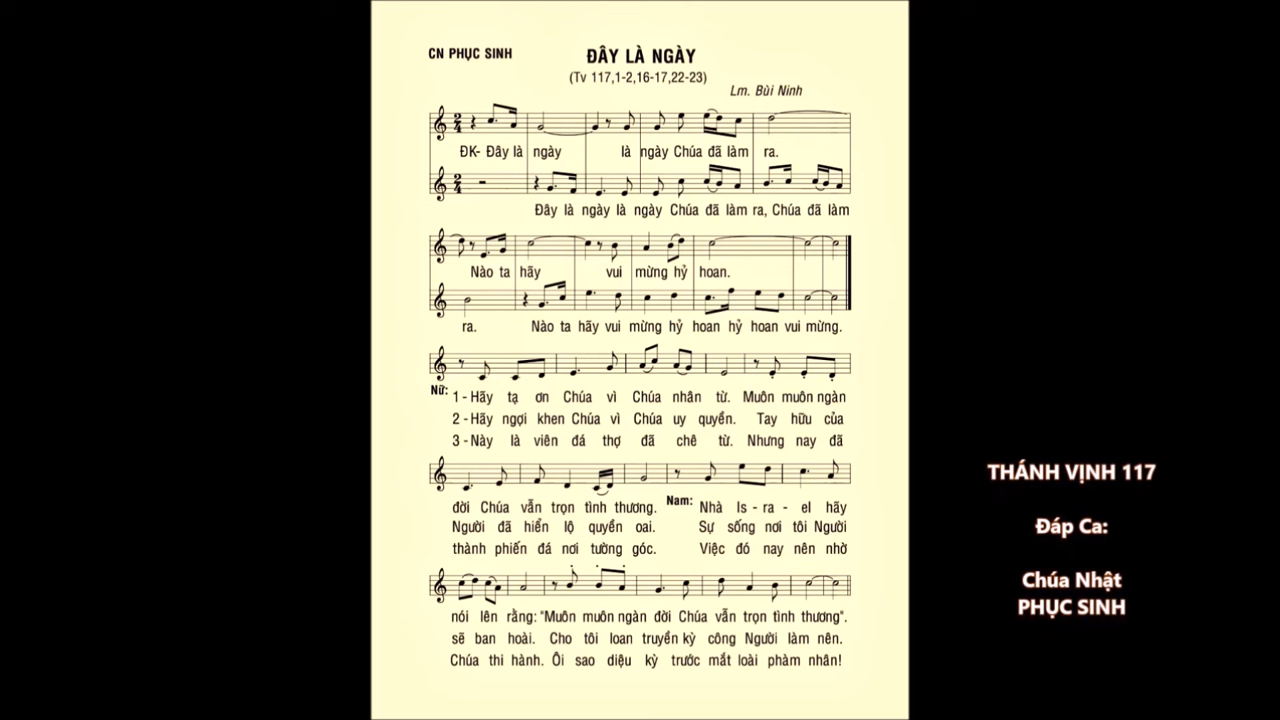 CN PHỤC SINH
ĐÂY LÀ NGÀY
(Tv 117,1-2,16-17,22-23)
Lm. Bùi Ninh
ĐK- Đây là ngày là ngày Chúa đã làm ra.
Đây là ngày là ngày Chúa đã làm ra, Chúa đã làm
Nào ta hãy vui mừng hỷ hoan.
ra. Nào ta hãy vui mừng hỷ hoan hỷ hoan vui mừng.
Nữ: 1 - Hãy tạ ơn Chúa vì Chúa nhân từ. Muôn muôn ngàn
2 - Hãy ngợi khen Chúa vì Chúa uy quyền. Tay hữu của
3 - Này là viên đá thợ đã chê từ. Nhưng nay đã
đời Chúa vẫn trọn tình thương. Nam: Nhà Is - ra - el hãy
Người đã hiển lộ quyền oai. Sự sống nơi tôi Người
thành phiến đá nơi tường góc. Việc đó nay nên nhờ
nói lên rằng: "Muôn muôn ngàn đời Chúa vẫn trọn tình thương".
sẽ ban hoài. Cho tôi loan truyền kỳ công Người làm nên.
Chúa thi hành. Ôi sao diệu kỳ trước mắt loài phàm nhân!
THÁNH VỊNH 117
Đáp Ca:
Chúa Nhật
PHỤC SINH